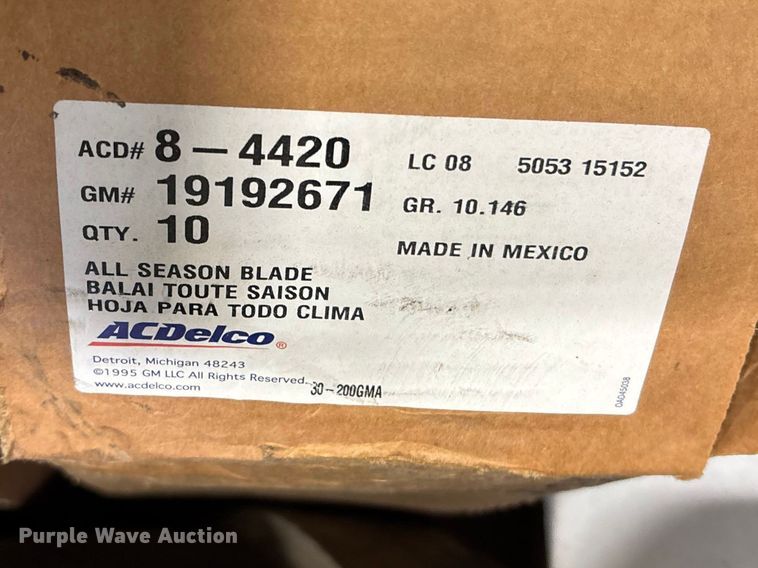 ACD# 8-4420 LC 08 5053 15152
GM# 19192671 GR. 10.146
QTY. 10 MADE IN MEXICO
ALL SEASON BLADE
BALAI TOUTE SAISON
HOJA PARA TODO CLIMA
ACDelco®
Detroit, Michigan 48243
©1995 GM LLC All Rights Reserved.
www.acdelco.com 30-200GMA
0AD45038
Purple Wave Auction